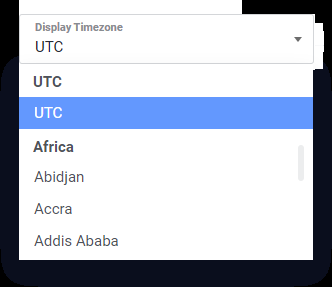 Display Timezone
UTC
UTC
UTC
Africa
Abidjan
Accra
Addis Ababa